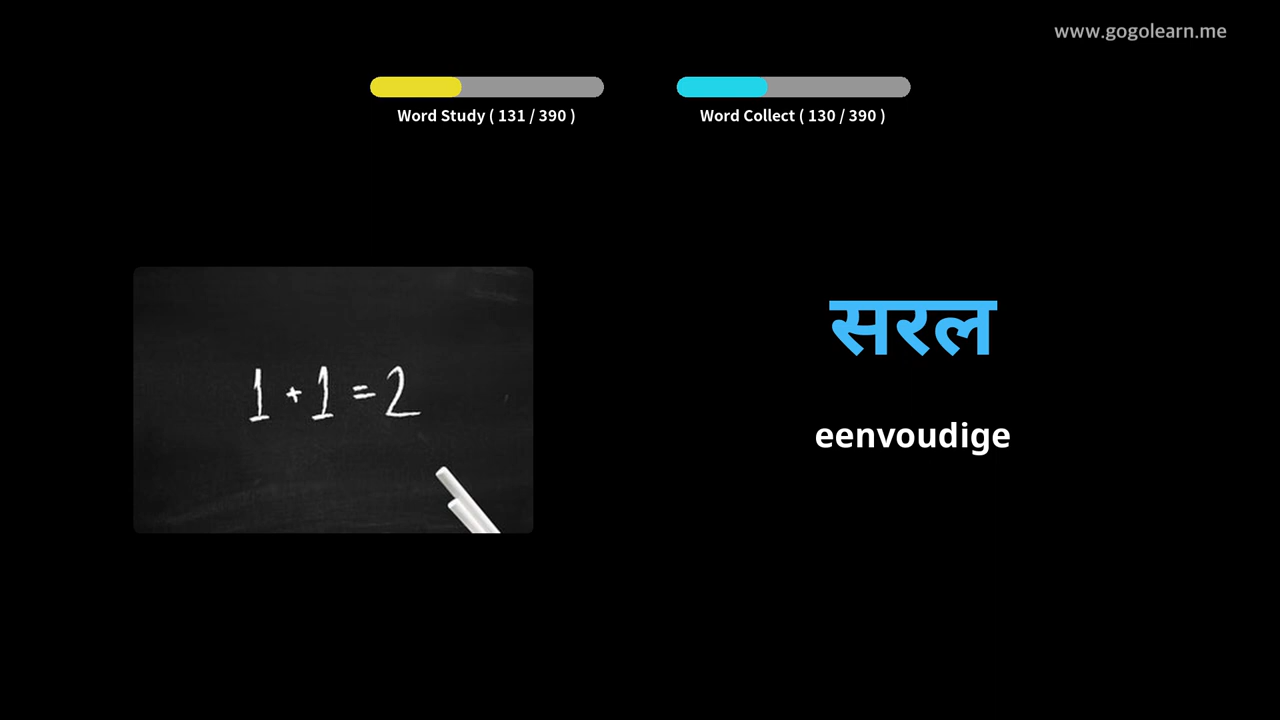 www.gogolearn.me
Word Study ( 131 / 390 )
Word Collect ( 130 / 390 )
1 + 1 = 2
सरल
eenvoudige